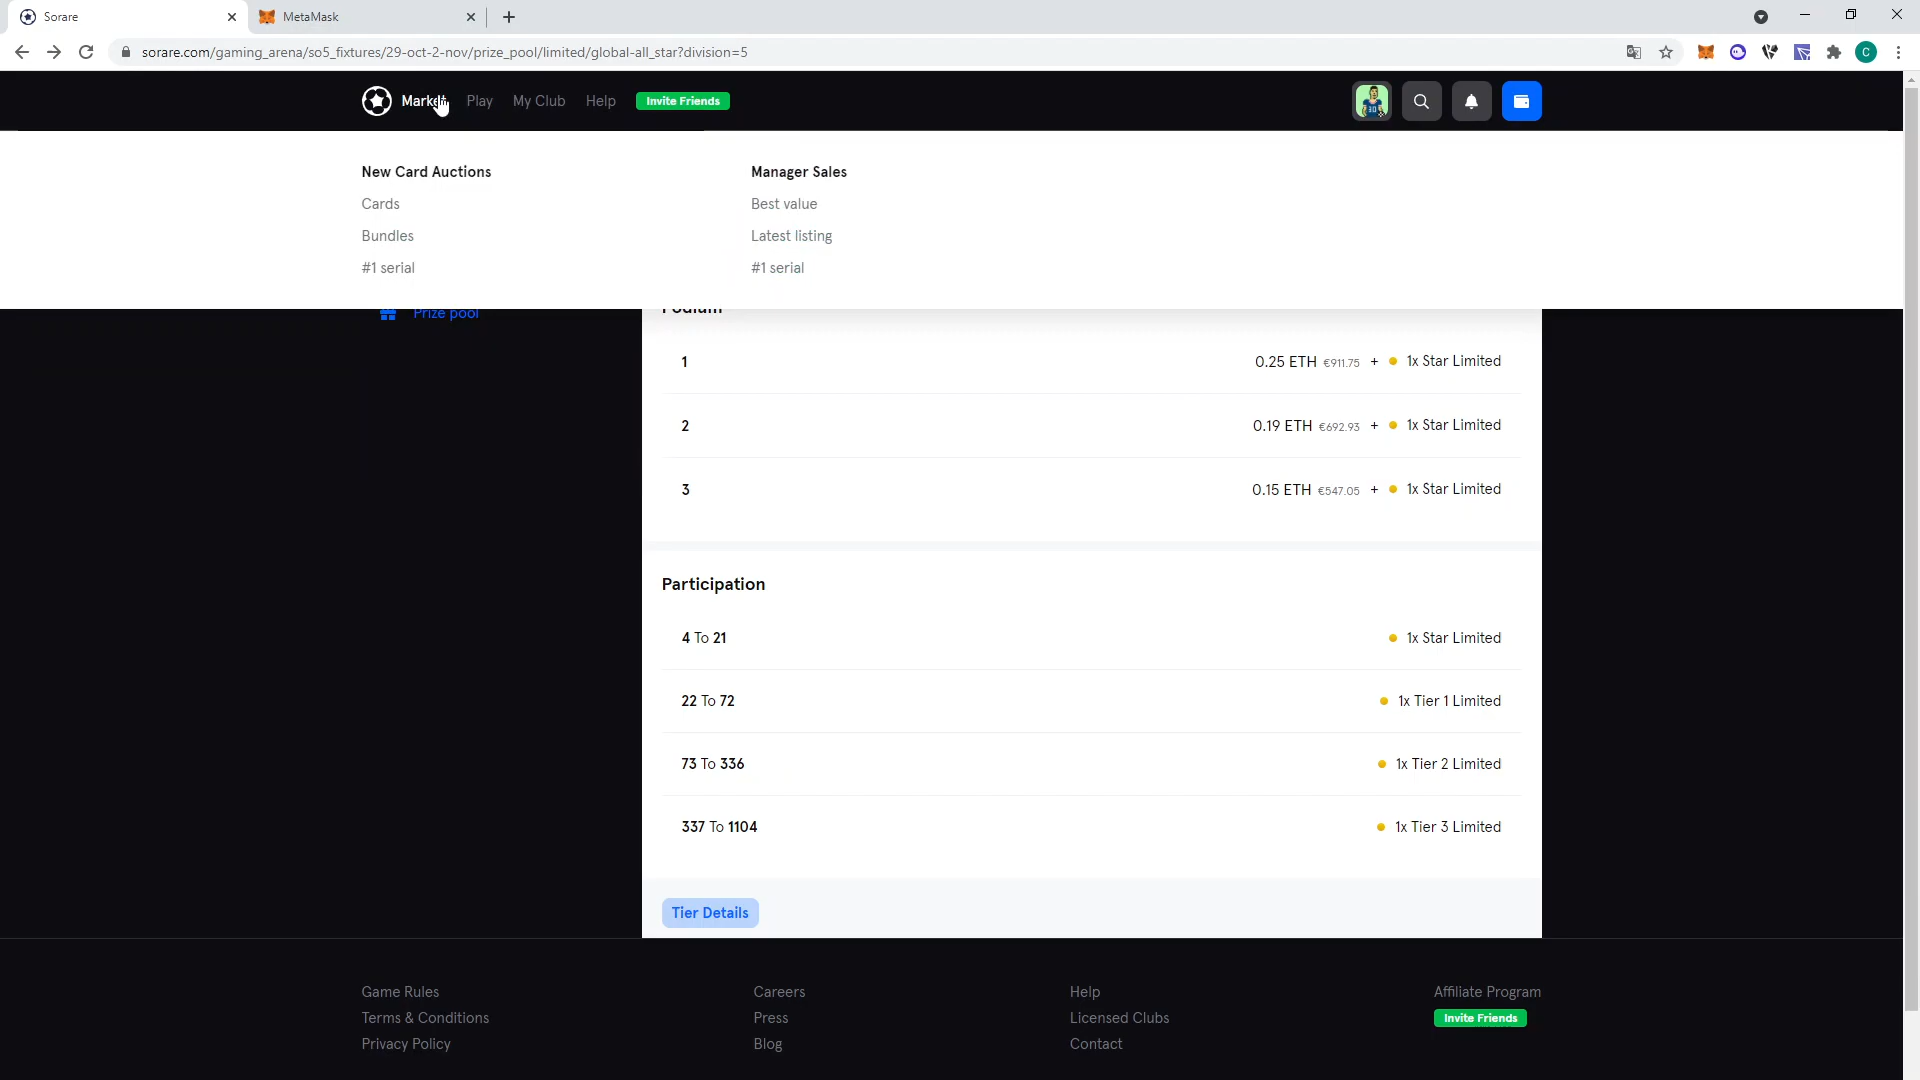 Sorare
MetaMask
sorare.com/gaming_arena/so5_fixtures/29-oct-2-nov/prize_pool/limited/global-all_star?division=5
C
Market
Play
My Club
Help
Invite Friends
New Card Auctions
Cards
Bundles
#1 serial
Manager Sales
Best value
Latest listing
#1 serial
Prize pool
Podium
1
0.25 ETH €911.75 + 1x Star Limited
2
0.19 ETH €692.93 + 1x Star Limited
3
0.15 ETH €547.05 + 1x Star Limited
Participation
4 To 21
1x Star Limited
22 To 72
1x Tier 1 Limited
73 To 336
1x Tier 2 Limited
337 To 1104
1x Tier 3 Limited
Tier Details
Game Rules
Terms & Conditions
Privacy Policy
Careers
Press
Blog
Help
Licensed Clubs
Contact
Affiliate Program
Invite Friends